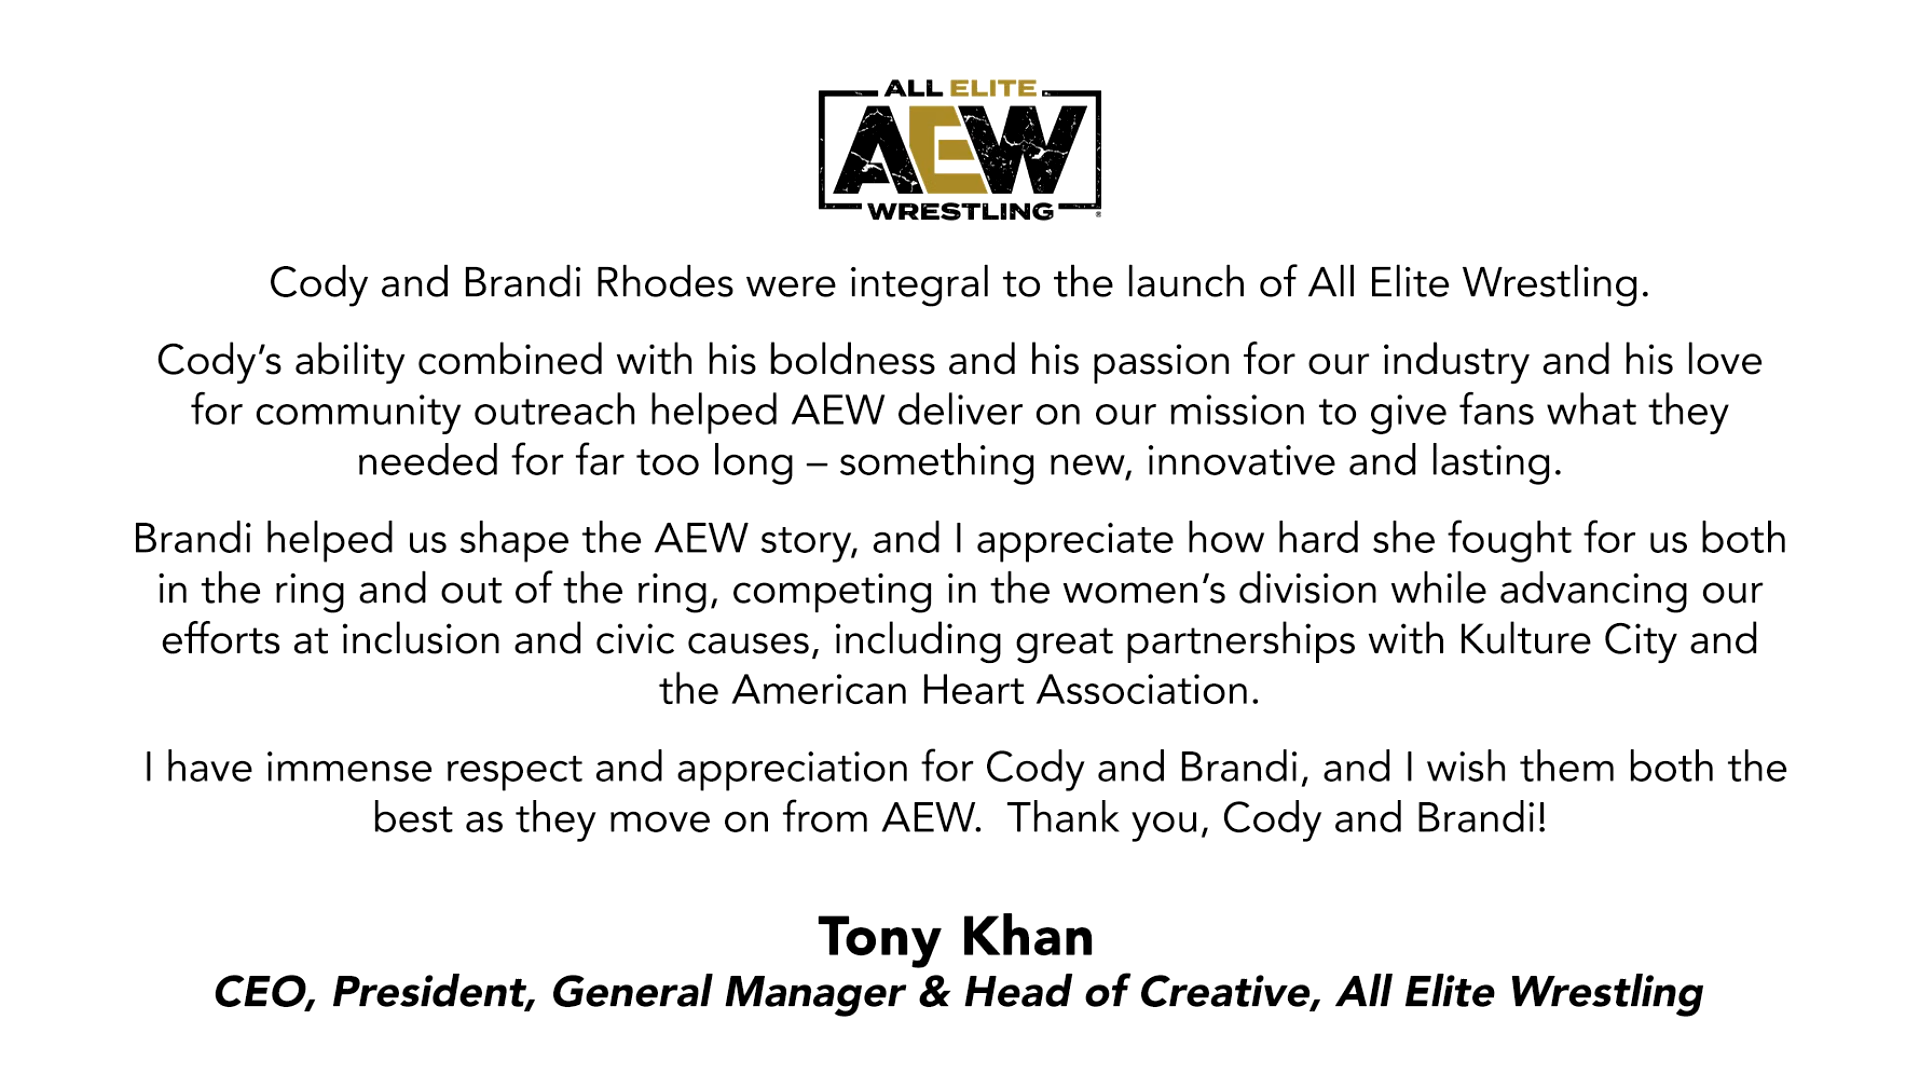 ALL ELITE
AEW
WRESTLING
Cody and Brandi Rhodes were integral to the launch of All Elite Wrestling.
Cody’s ability combined with his boldness and his passion for our industry and his love
for community outreach helped AEW deliver on our mission to give fans what they
needed for far too long – something new, innovative and lasting.
Brandi helped us shape the AEW story, and I appreciate how hard she fought for us both
in the ring and out of the ring, competing in the women’s division while advancing our
efforts at inclusion and civic causes, including great partnerships with Kulture City and
the American Heart Association.
I have immense respect and appreciation for Cody and Brandi, and I wish them both the
best as they move on from AEW.  Thank you, Cody and Brandi!
Tony Khan
CEO, President, General Manager & Head of Creative, All Elite Wrestling